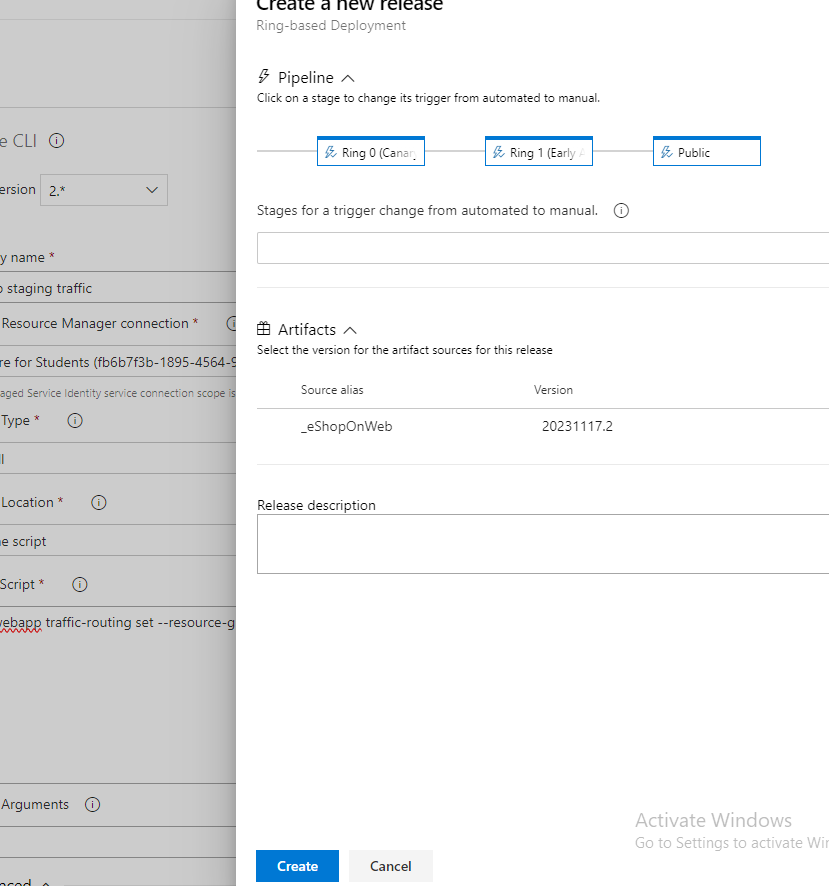 Create a new release
Ring-based Deployment
Pipeline
Click on a stage to change its trigger from automated to manual.
Ring 0 (Canar
Ring 1 (Early A
Public
Stages for a trigger change from automated to manual.
Artifacts
Select the version for the artifact sources for this release
Source alias
Version
_eShopOnWeb
20231117.2
Release description
Create
Cancel
e CLI
ersion
2.*
y name *
staging traffic
Resource Manager connection *
re for Students (fb6b7f3b-1895-4564-9
aged Service Identity service connection scope is
Type *
ll
Location *
e script
Script *
webapp traffic-routing set --resource-g
Arguments
Activate Windows
Go to Settings to activate Win